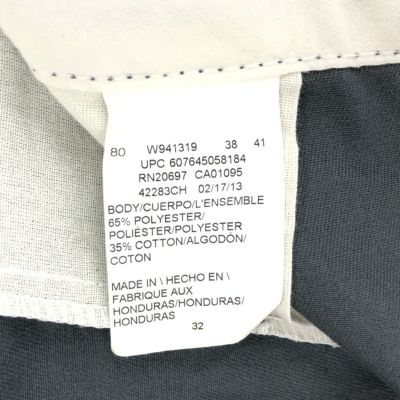 80 W941319 38 41
UPC 607645058184
RN20697 CA01095
42283CH 02/17/13
BODY/CUERPO/L'ENSEMBLE
65% POLYESTER/
POLIÉSTER/POLYESTER
35% COTTON/ALGODÓN/
COTON
MADE IN \ HECHO EN \
FABRIQUE AUX
HONDURAS/HONDURAS/
HONDURAS
32